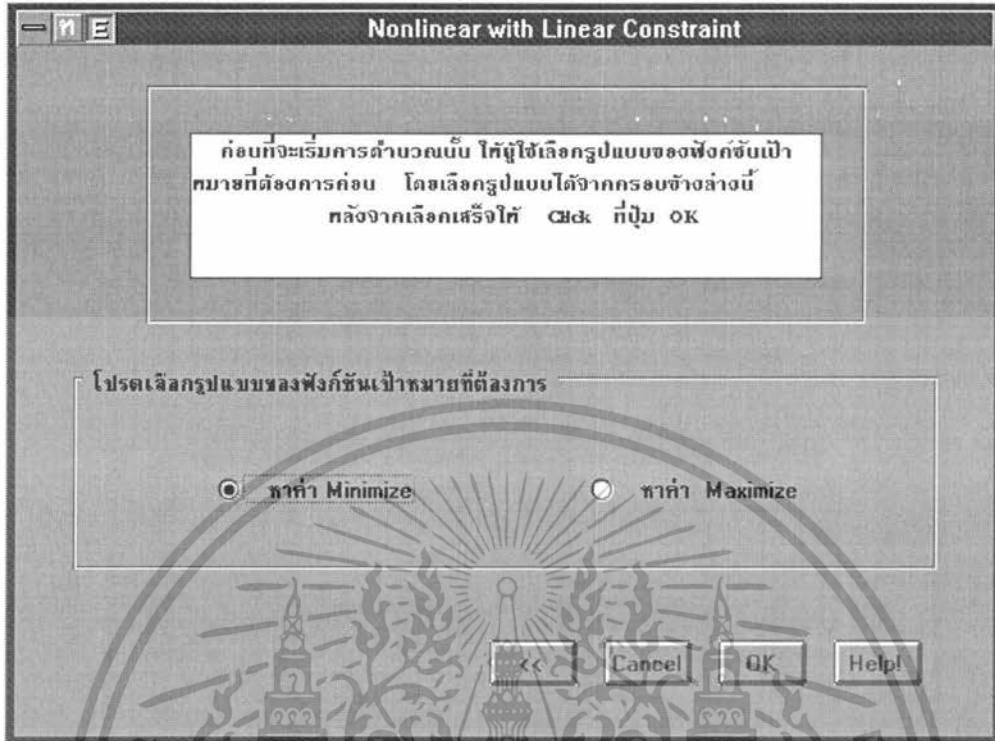 ท E Nonlinear with Linear Constraint
ก่อนที่จะเริ่มการคำนวณนั้น ให้ผู้ใช้เลือกรูปแบบของฟังก์ชันเป้า
หมายที่ต้องการก่อน โดยเลือกรูปแบบได้จากกรอบข้างล่างนี้
หลังจากเลือกเสร็จให้ Click ที่ปุ่ม OK
โปรดเลือกรูปแบบของฟังก์ชันเป้าหมายที่ต้องการ
หาค่า Minimize หาค่า Maximize
<< Cancel OK Help!